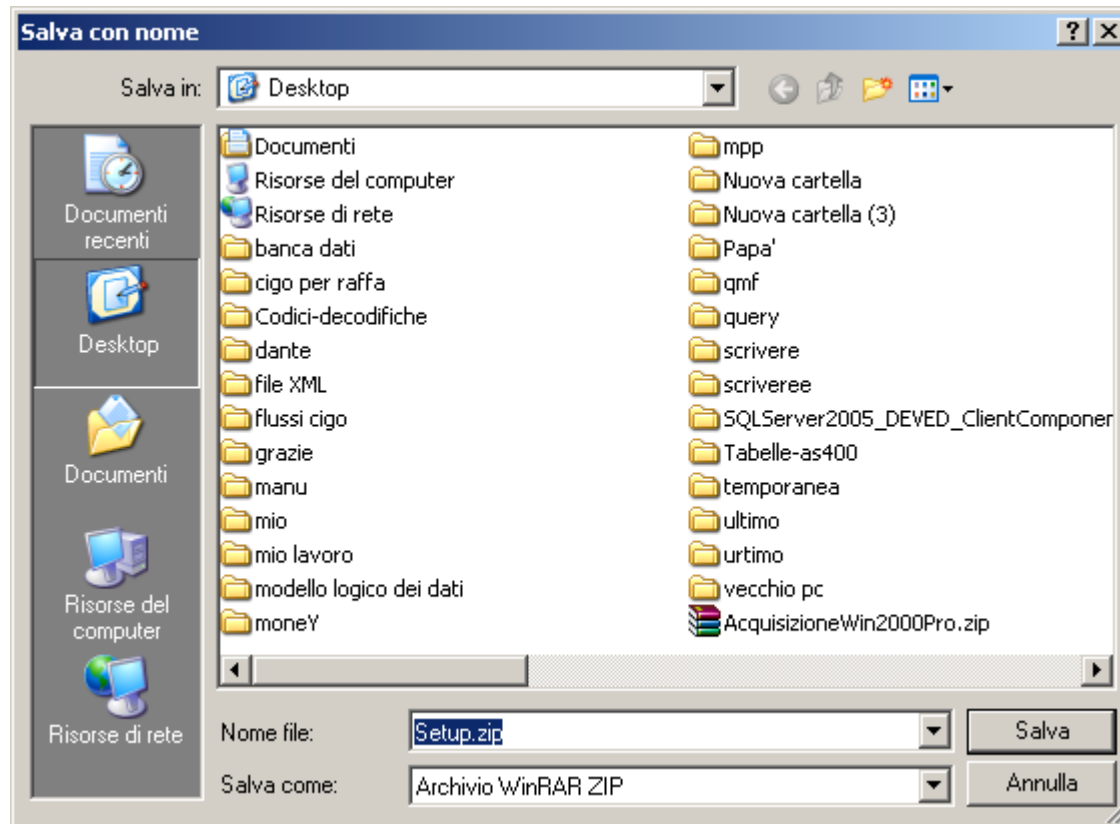 Salva con nome
Salva in:
Desktop
Documenti
recenti
Desktop
Documenti
Risorse del
computer
Risorse di rete
Documenti
Risorse del computer
Risorse di rete
banca dati
cigo per raffa
Codici-decodifiche
dante
file XML
flussi cigo
grazie
manu
mio
mio lavoro
modello logico dei dati
moneY
mpp
Nuova cartella
Nuova cartella (3)
Papa'
qmf
query
scrivere
scriveree
SQLServer2005_DEVED_ClientComponer
Tabelle-as400
temporanea
ultimo
urtimo
vecchio pc
AcquisizioneWin2000Pro.zip
Nome file:
Setup.zip
Salva
Salva come:
Archivio WinRAR ZIP
Annulla